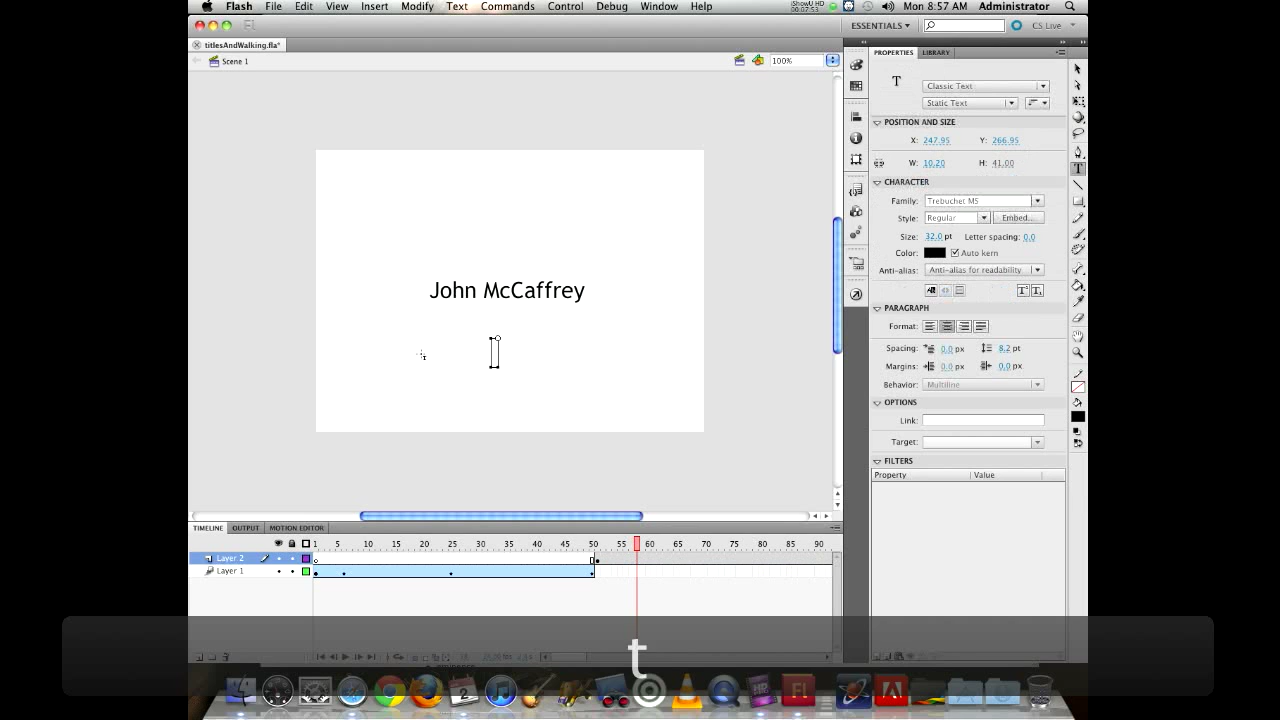 Flash File Edit View Insert Modify Text Commands Control Debug Window Help iShowU HD 00:07:53 Mon 8:57 AM Administrator
ESSENTIALS CS Live
titlesAndWalking.fla*
Scene 1 100%
PROPERTIES LIBRARY
T Classic Text
Static Text
POSITION AND SIZE
X: 247.95 Y: 266.95
W: 10.20 H: 41.00
CHARACTER
Family: Trebuchet MS
Style: Regular Embed...
Size: 32.0 pt Letter spacing: 0.0
Color: Auto kern
Anti-alias: Anti-alias for readability
PARAGRAPH
Format:
Spacing: 0.0 px 8.2 pt
Margins: 0.0 px 0.0 px
Behavior: Multiline
OPTIONS
Link:
Target:
FILTERS
Property Value
John McCaffrey
TIMELINE OUTPUT MOTION EDITOR
1 5 10 15 20 25 30 35 40 45 50 55 60 65 70 75 80 85 90
Layer 2
Layer 1
t